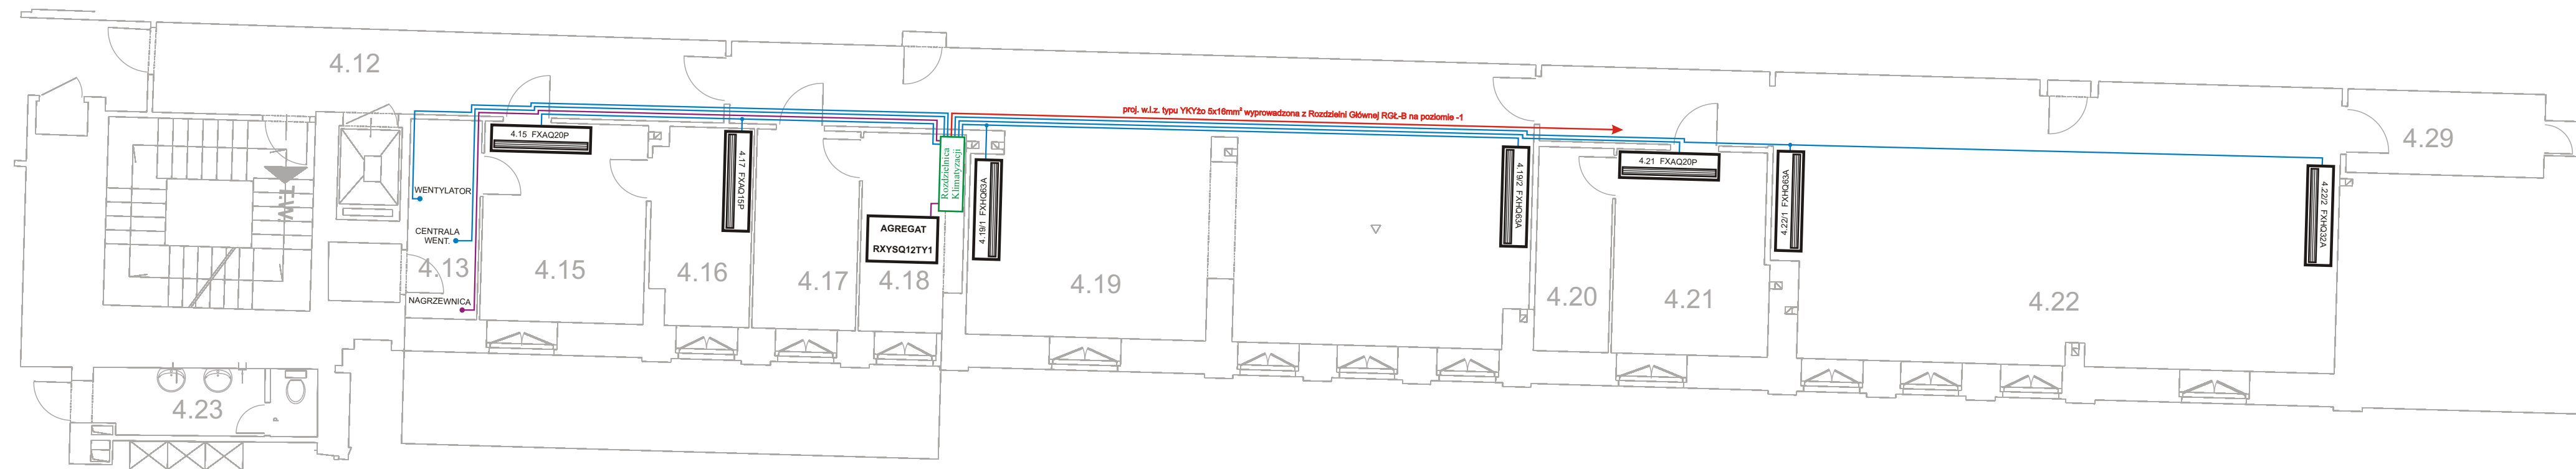 4.12
proj. w.l.z. typu YKYżo 5x16mm² wyprowadzona z Rozdzielni Głównej RGŁ-B na poziomie -1
4.29
4.15 FXAQ20P
4.17 FXAQ15P
Rozdzielnica
Klimatyzacji
4.19/1 FXHQ63A
4.19/2 FXHQ63A
4.21 FXAQ20P
4.22/1 FXHQ63A
4.22/2 FXHQ32A
WENTYLATOR
CENTRALA
WENT.
NAGRZEWNICA
AGREGAT
RXYSQ12TY1
4.13
4.15
4.16
4.17
4.18
4.19
4.20
4.21
4.22
4.23